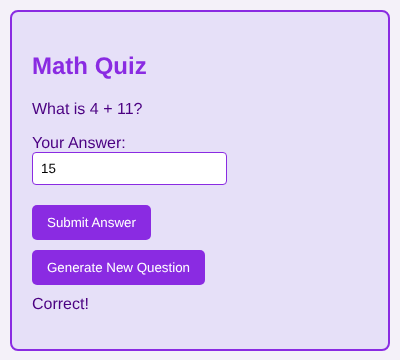 Math Quiz
What is 4 + 11?
Your Answer:
15
Submit Answer
Generate New Question
Correct!